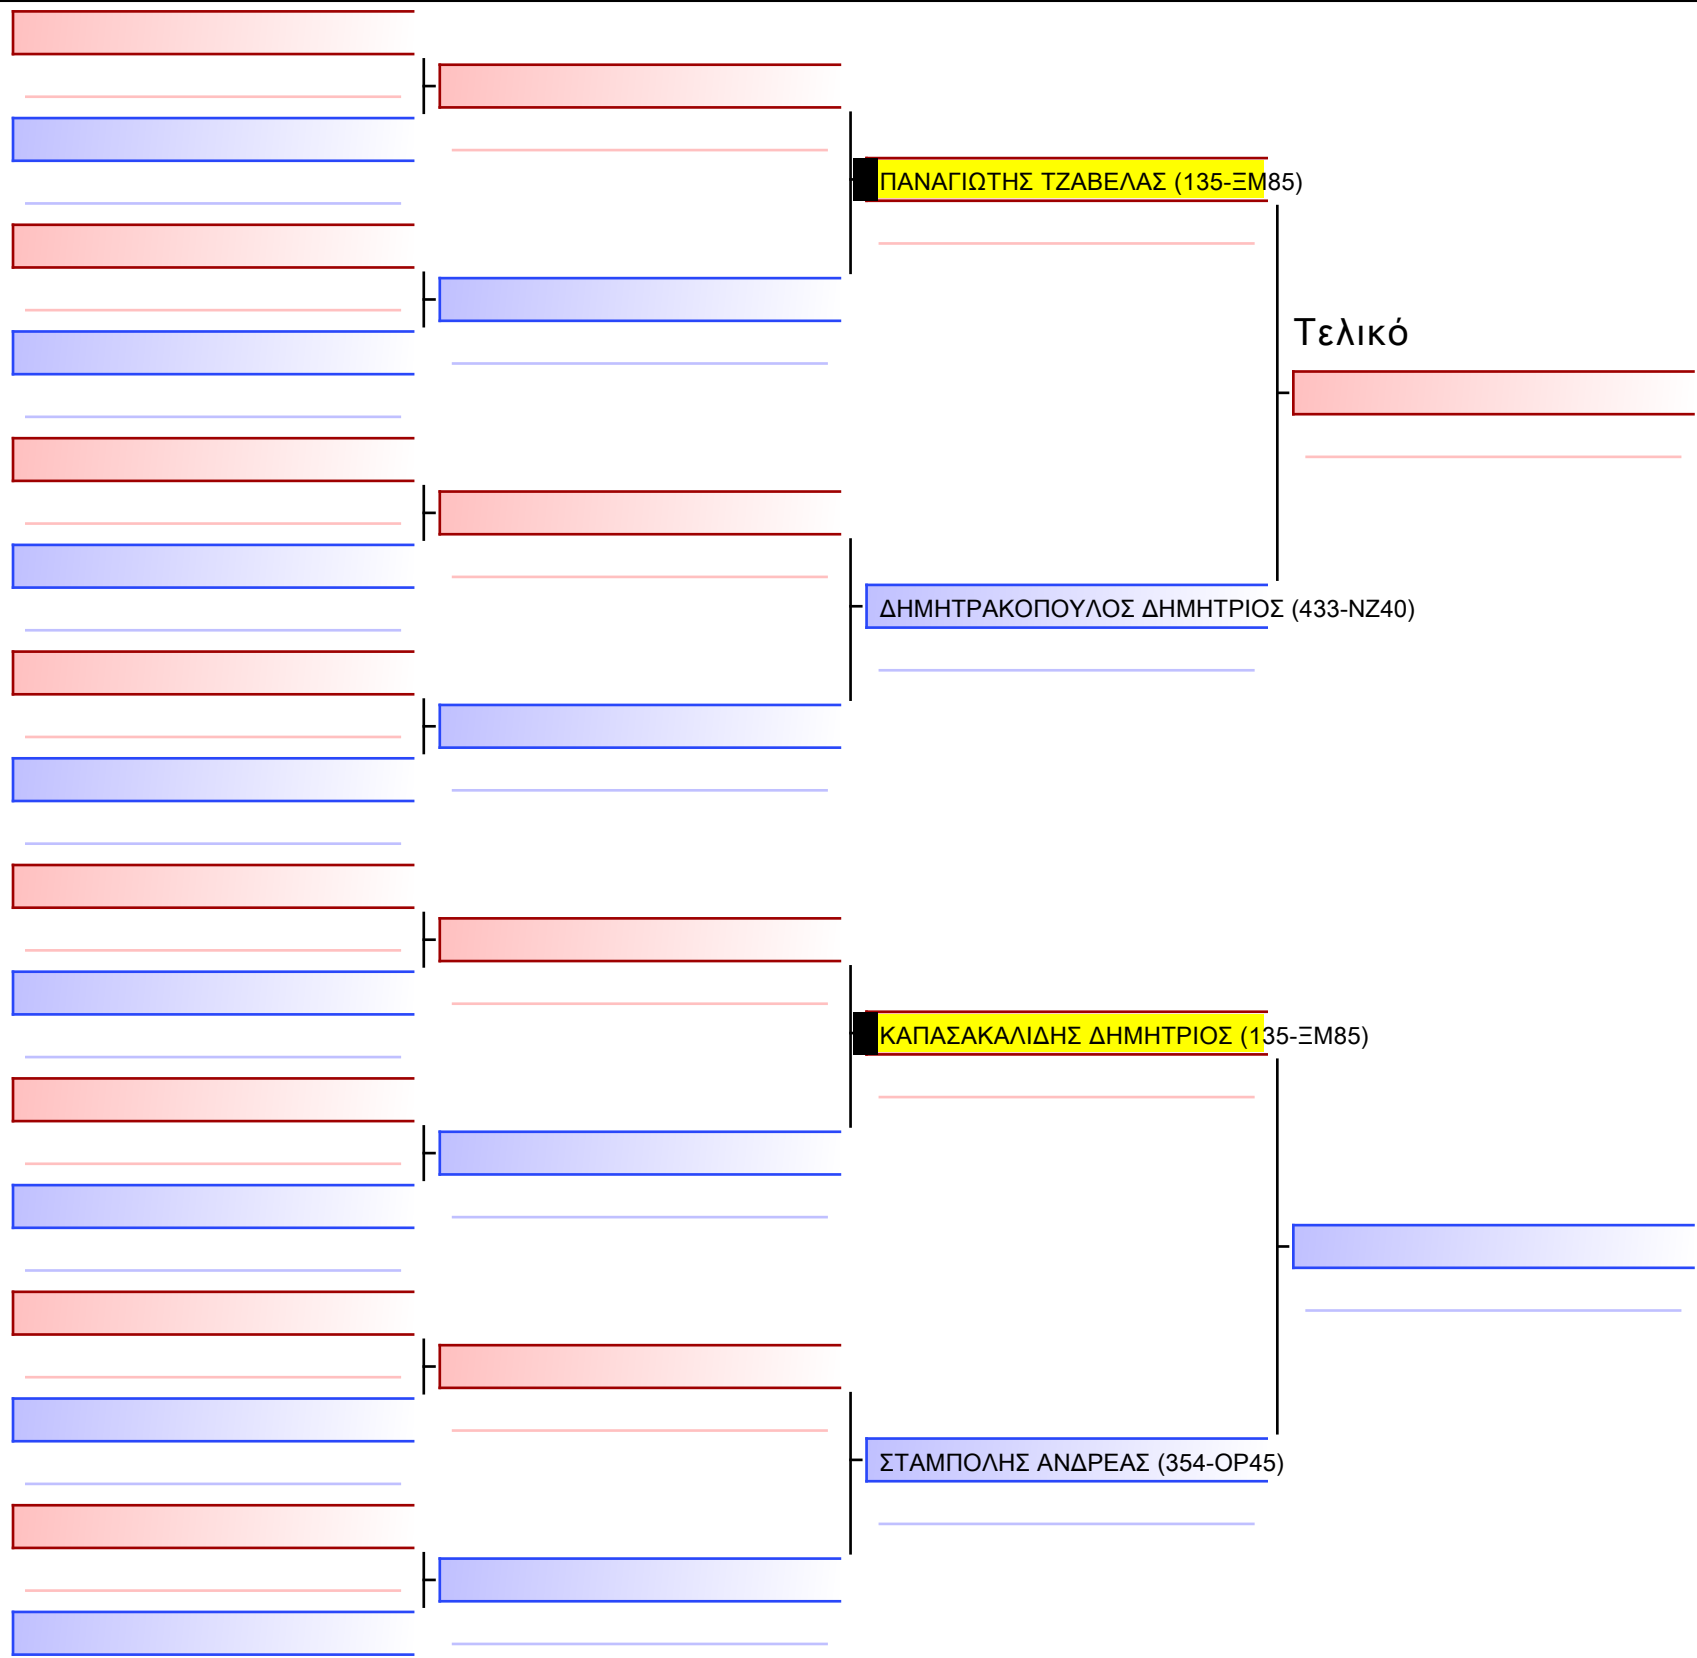 ΠΑΝΑΓΙΩΤΗΣ ΤΖΑΒΕΛΑΣ (135-ΞΜ85)
Τελικό
ΔΗΜΗΤΡΑΚΟΠΟΥΛΟΣ ΔΗΜΗΤΡΙΟΣ (433-ΝΖ40)
ΚΑΠΑΣΑΚΑΛΙΔΗΣ ΔΗΜΗΤΡΙΟΣ (135-ΞΜ85)
ΣΤΑΜΠΟΛΗΣ ΑΝΔΡΕΑΣ (354-ΟΡ45)